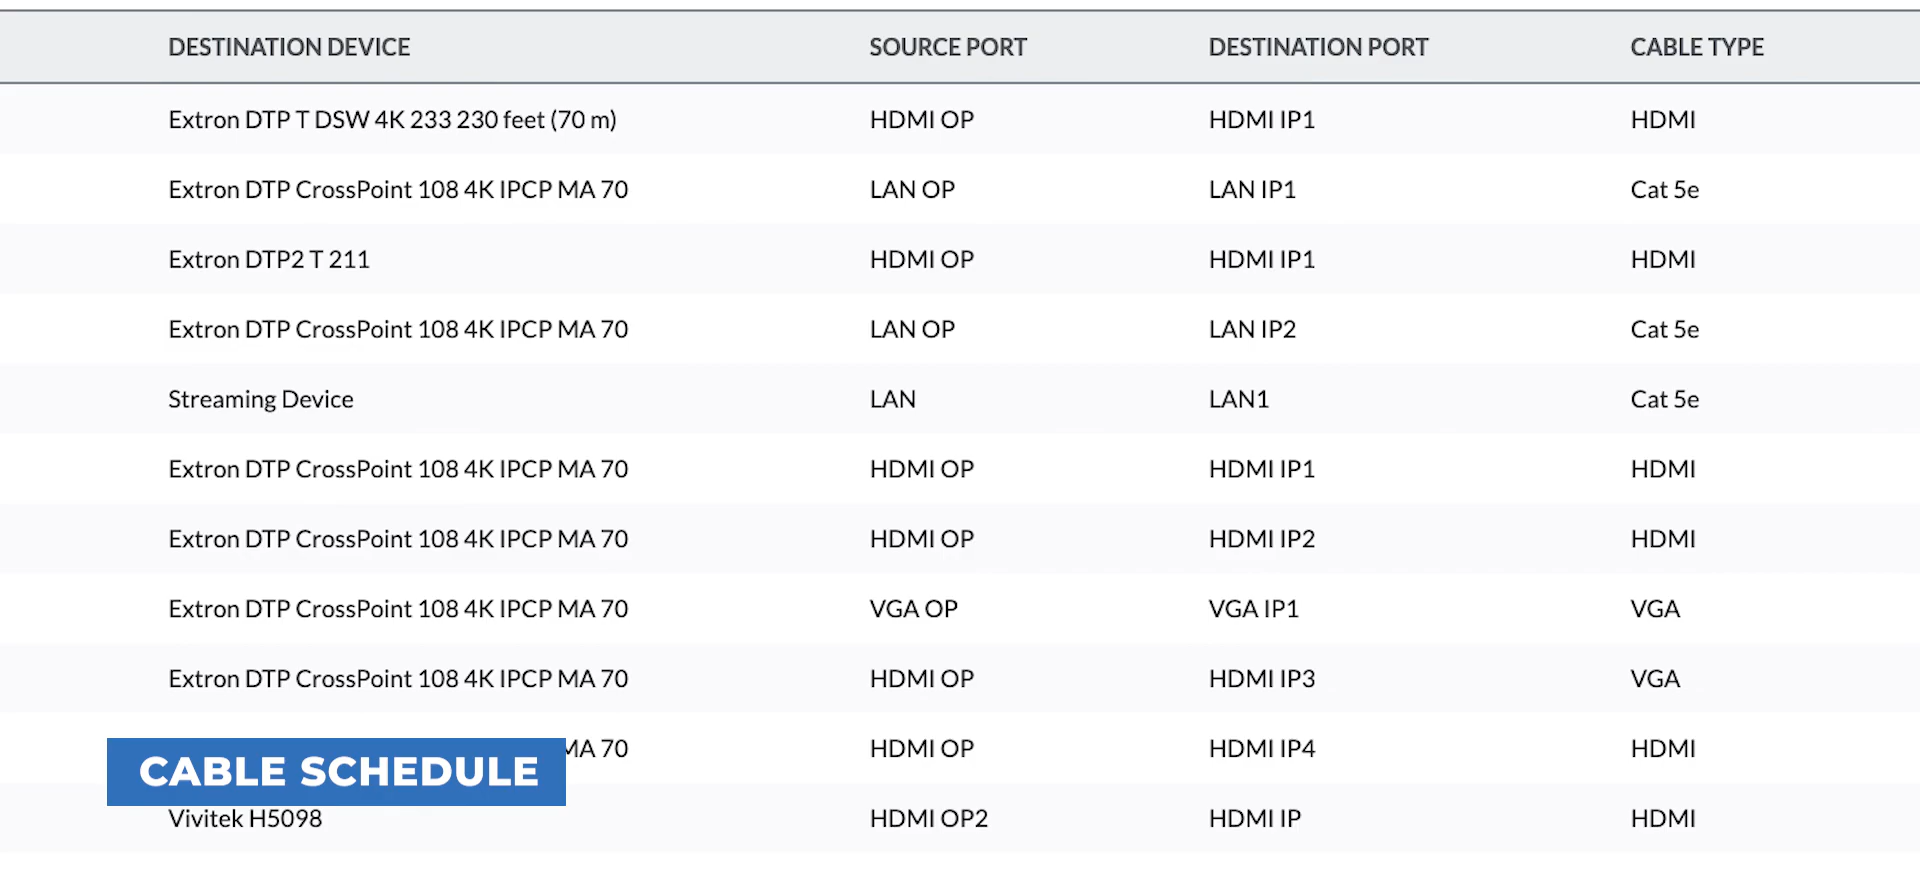 DESTINATION DEVICE SOURCE PORT DESTINATION PORT CABLE TYPE
Extron DTP T DSW 4K 233 230 feet (70 m) HDMI OP HDMI IP1 HDMI
Extron DTP CrossPoint 108 4K IPCP MA 70 LAN OP LAN IP1 Cat 5e
Extron DTP2 T 211 HDMI OP HDMI IP1 HDMI
Extron DTP CrossPoint 108 4K IPCP MA 70 LAN OP LAN IP2 Cat 5e
Streaming Device LAN LAN1 Cat 5e
Extron DTP CrossPoint 108 4K IPCP MA 70 HDMI OP HDMI IP1 HDMI
Extron DTP CrossPoint 108 4K IPCP MA 70 HDMI OP HDMI IP2 HDMI
Extron DTP CrossPoint 108 4K IPCP MA 70 VGA OP VGA IP1 VGA
Extron DTP CrossPoint 108 4K IPCP MA 70 HDMI OP HDMI IP3 VGA
MA 70 HDMI OP HDMI IP4 HDMI
CABLE SCHEDULE
Vivitek H5098 HDMI OP2 HDMI IP HDMI